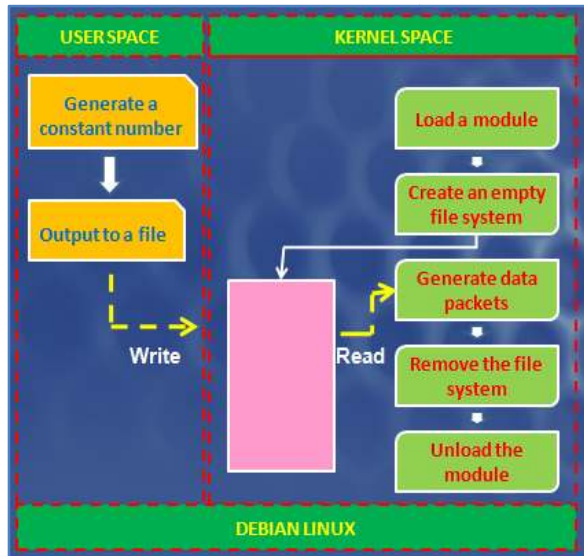 USER SPACE
KERNEL SPACE
Generate a
constant number
Output to a file
Write
Load a module
Create an empty
file system
Generate data
packets
Read
Remove the file
system
Unload the
module
DEBIAN LINUX